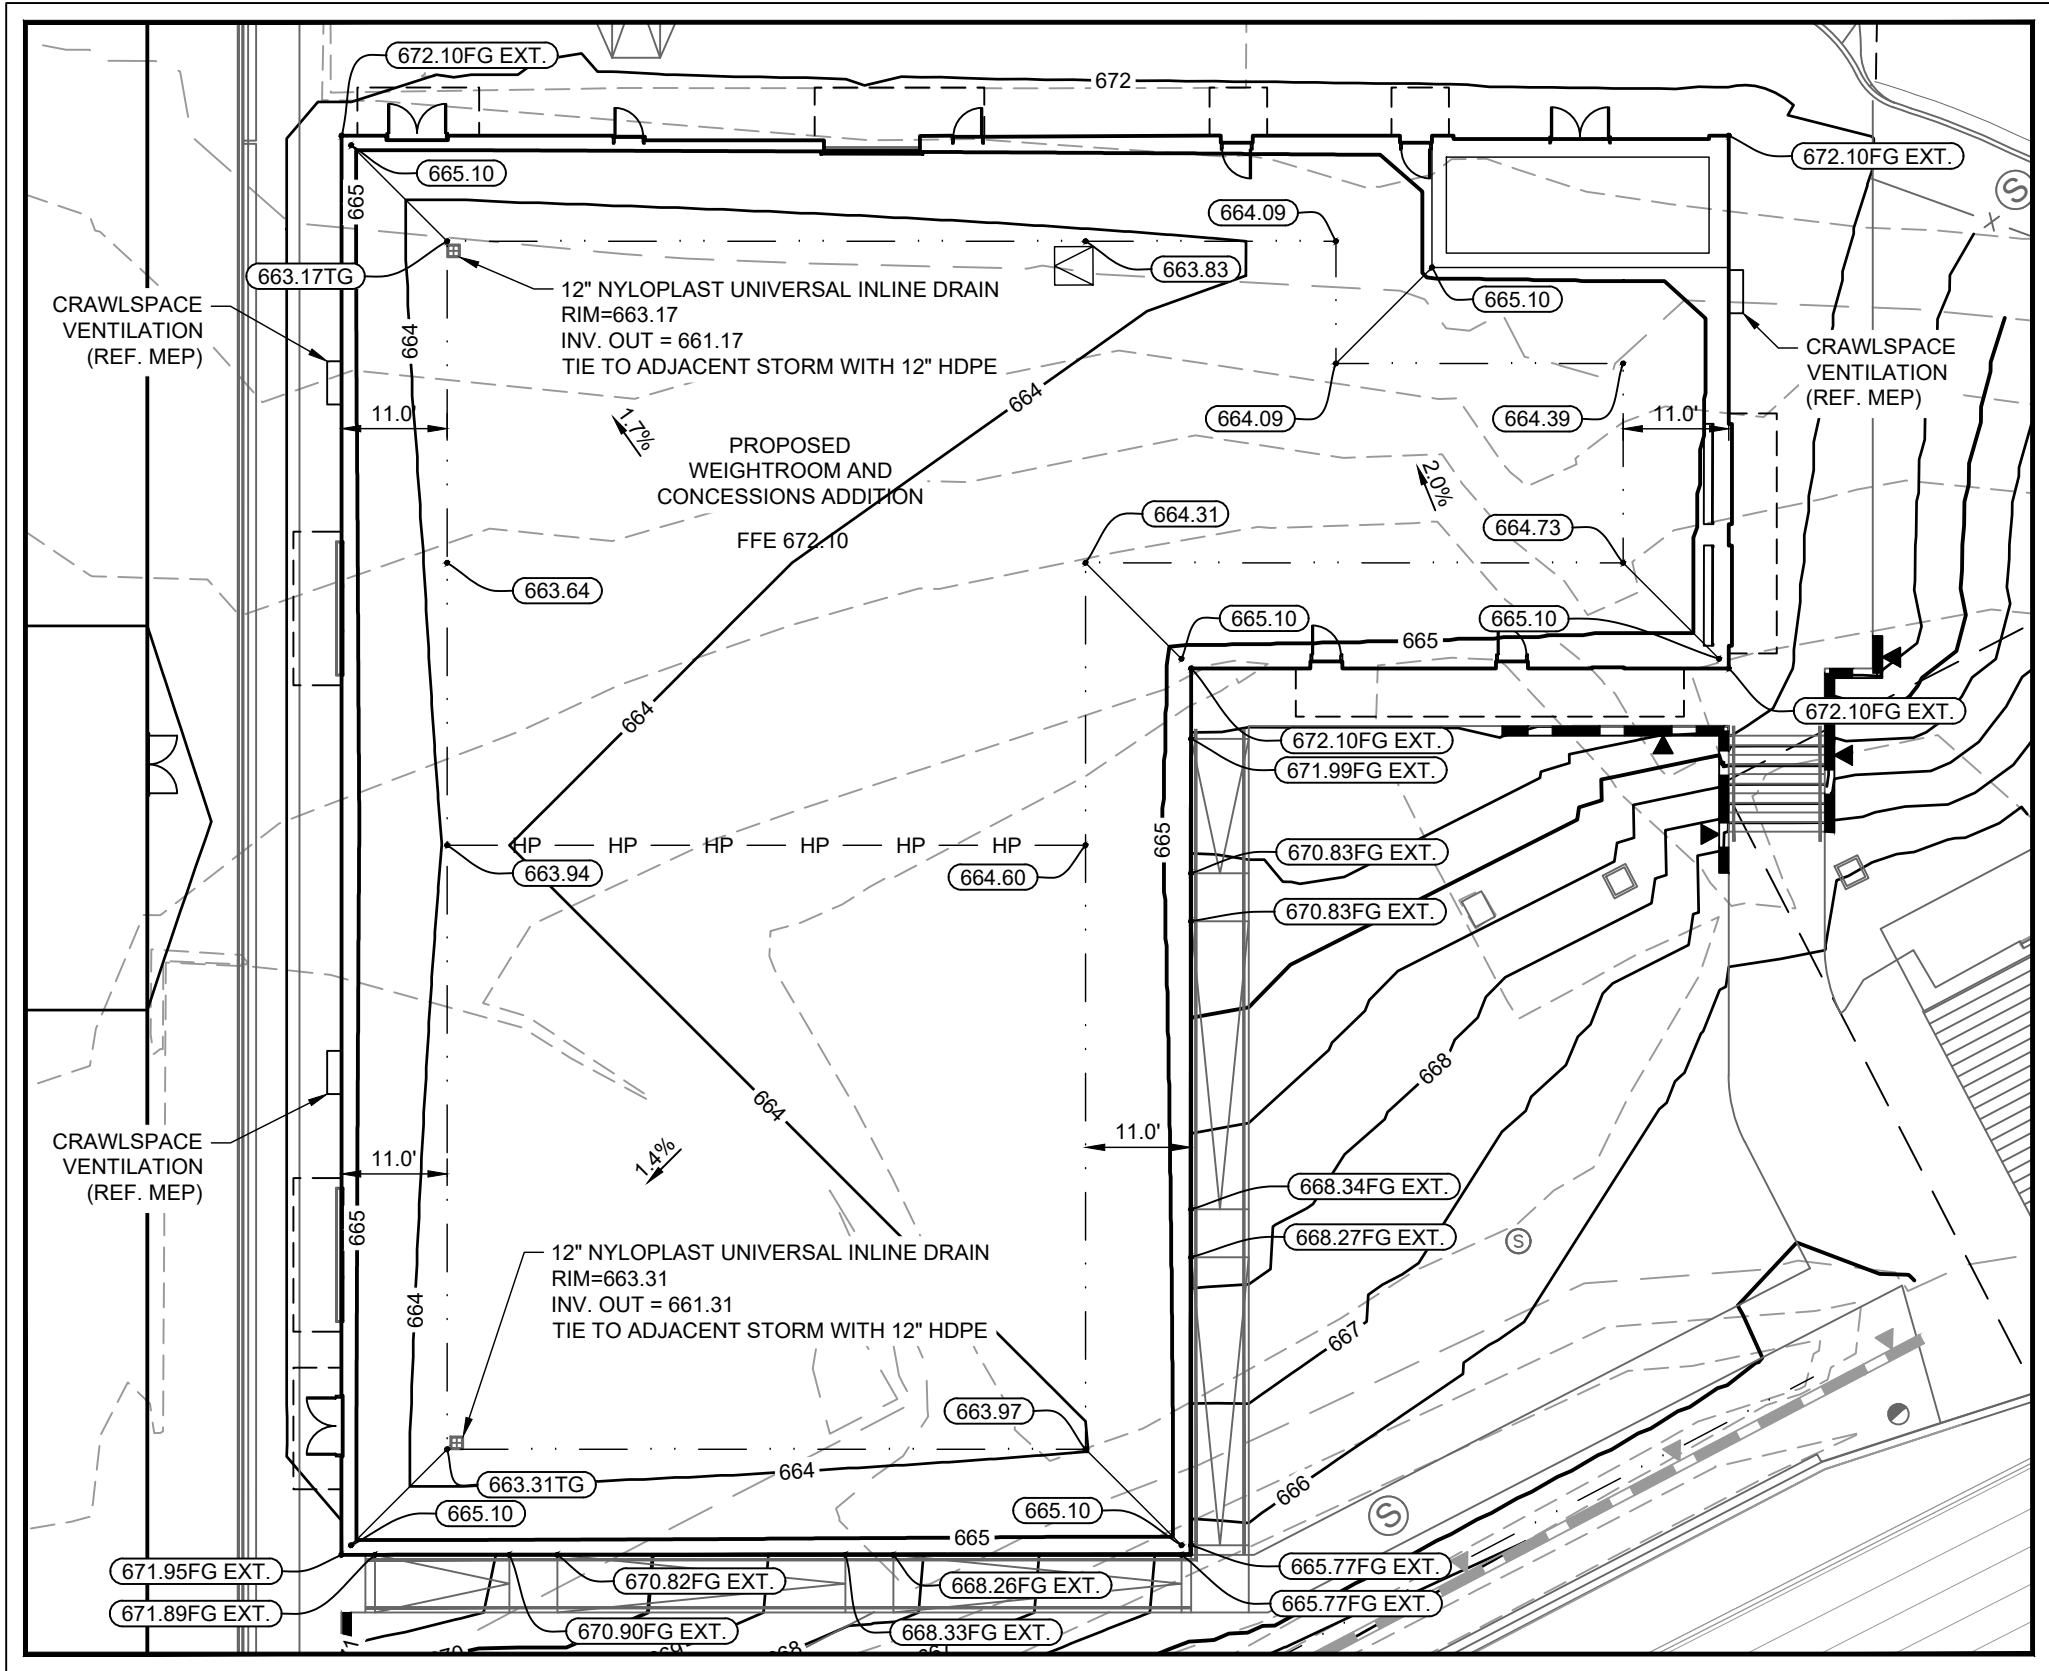 672.10FG EXT.
672
672.10FG EXT.
665.10
665
664.09
663.17TG
663.83
CRAWLSPACE
VENTILATION
(REF. MEP)
12" NYLOPLAST UNIVERSAL INLINE DRAIN
RIM=663.17
INV. OUT = 661.17
TIE TO ADJACENT STORM WITH 12" HDPE
665.10
S
X
664
CRAWLSPACE
VENTILATION
(REF. MEP)
664
11.0'
1.7%
664.09
664.39
11.0'
PROPOSED
WEIGHTROOM AND
CONCESSIONS ADDITION
FFE 672.10
2.0%
664.31
664.73
663.64
665.10
665.10
665
664
672.10FG EXT.
672.10FG EXT.
671.99FG EXT.
HP HP HP HP HP HP
665
670.83FG EXT.
663.94
664.60
670.83FG EXT.
668
664
CRAWLSPACE
VENTILATION
(REF. MEP)
11.0'
1.4%
11.0'
668.34FG EXT.
665
668.27FG EXT.
S
12" NYLOPLAST UNIVERSAL INLINE DRAIN
RIM=663.31
INV. OUT = 661.31
TIE TO ADJACENT STORM WITH 12" HDPE
664
667
663.97
664
663.31TG
666
665.10
665.10
S
665
671.95FG EXT.
670.82FG EXT.
668.26FG EXT.
665.77FG EXT.
671.89FG EXT.
670.90FG EXT.
668.33FG EXT.
665.77FG EXT.